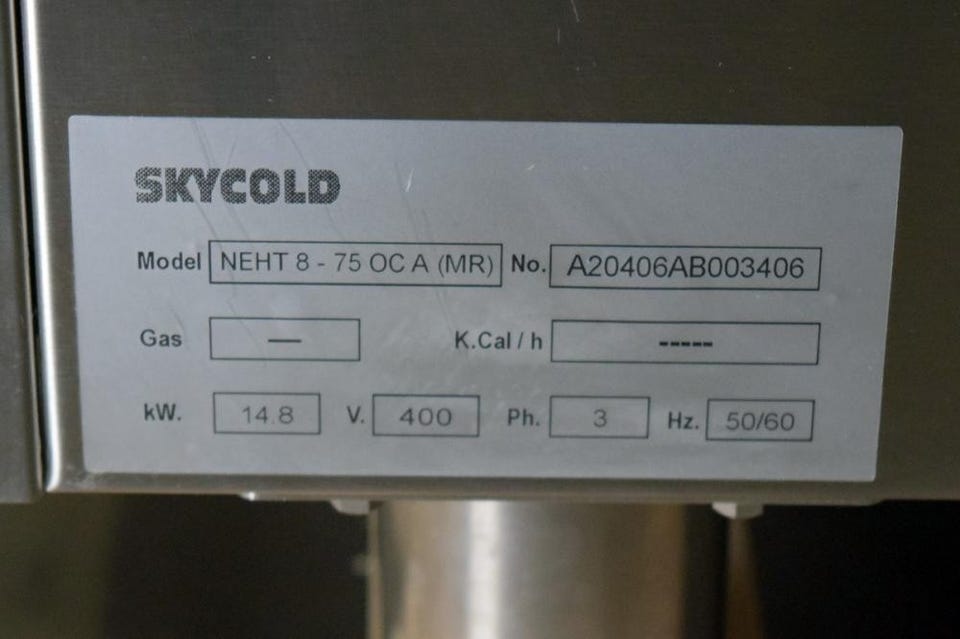 SKYCOLD
Model NEHT 8 - 75 OC A (MR) No. A20406AB003406
Gas — K.Cal / h -----
kW. 14.8 V. 400 Ph. 3 Hz. 50/60